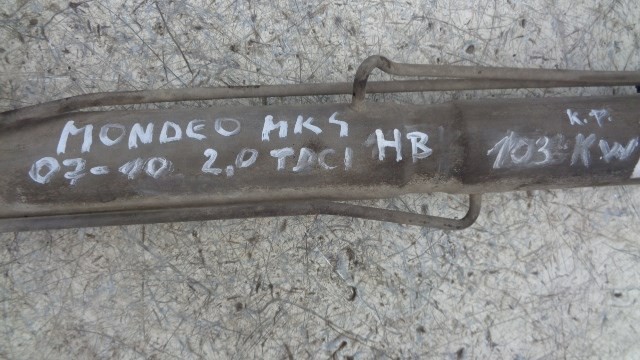 MONDEO MK4
07-10 2.0 TDCI HB
K.P.
103 KW